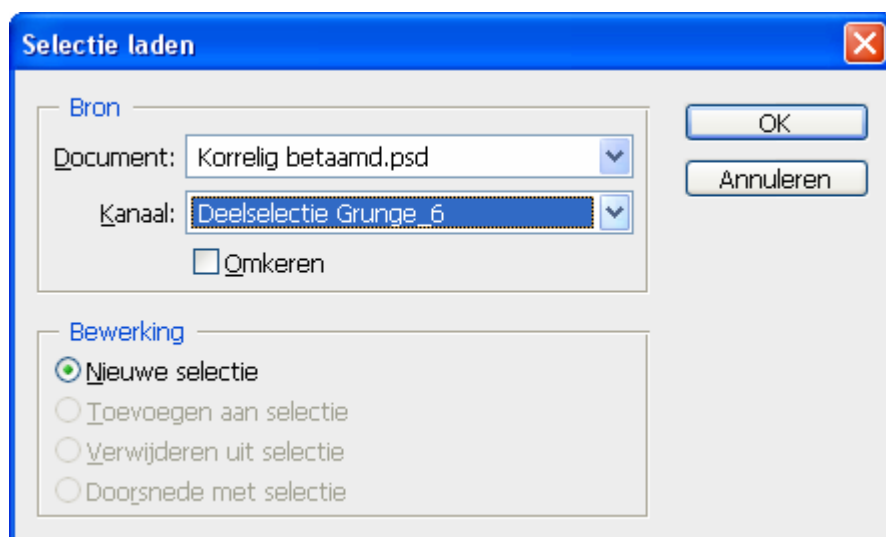 Selectie laden
Bron
OK
Document: Korrelig betaamd.psd
Annuleren
Kanaal: Deelselectie Grunge_6
Omkeren
Bewerking
Nieuwe selectie
Toevoegen aan selectie
Verwijderen uit selectie
Doorsnede met selectie